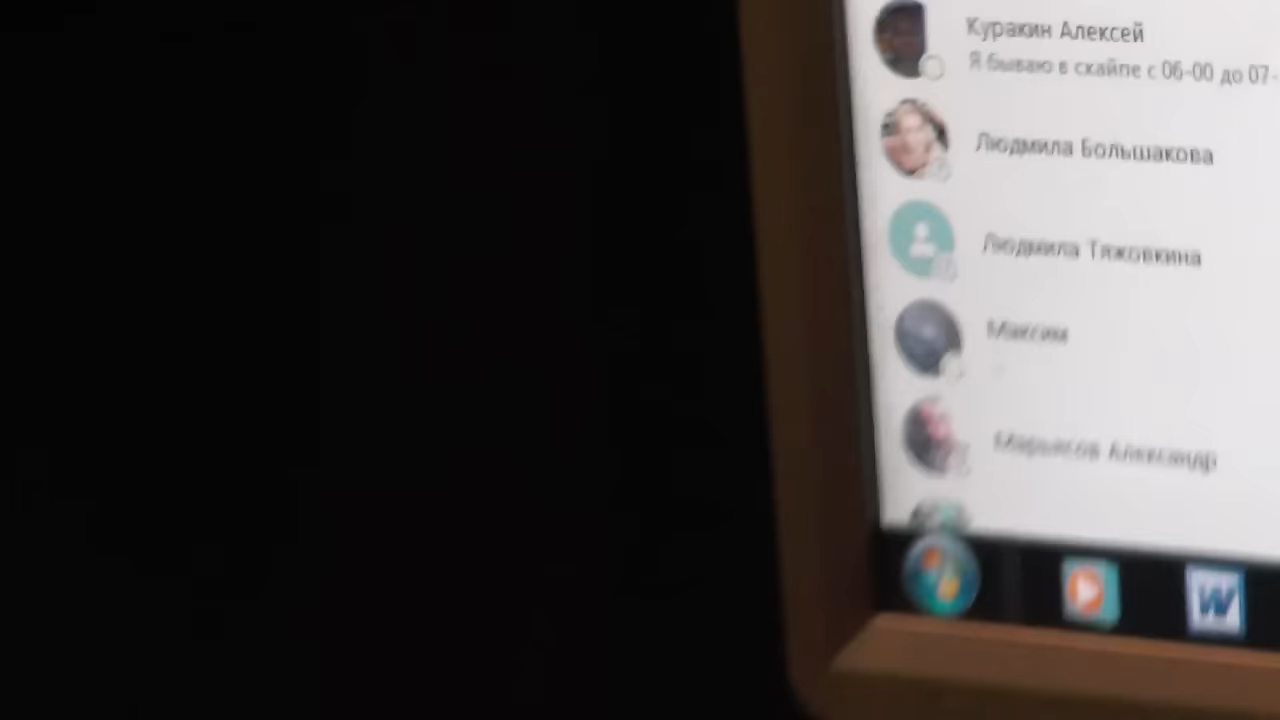 Куракин Алексей
Я бываю в скайпе с 06-00 до 07-
Людмила Большакова
Людмила Тяжовкина
Максим
Марьясов Александр
W